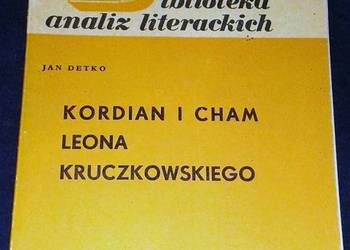 biblioteka
analiz literackich
JAN DETKO
KORDIAN I CHAM
LEONA
KRUCZKOWSKIEGO